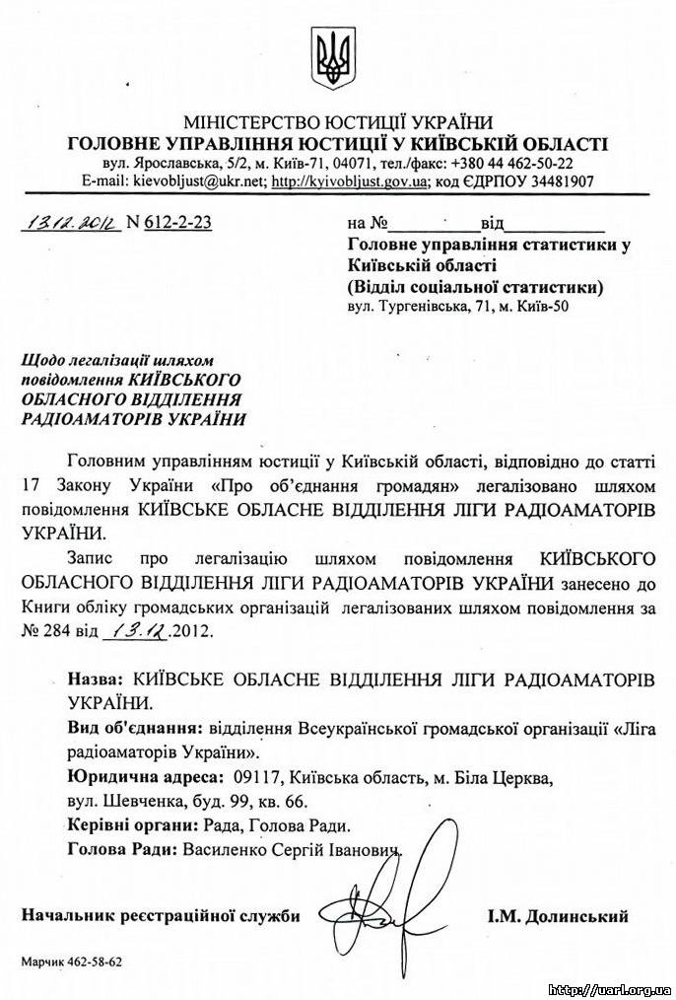 МІНІСТЕРСТВО ЮСТИЦІЇ УКРАЇНИ
ГОЛОВНЕ УПРАВЛІННЯ ЮСТИЦІЇ У КИЇВСЬКІЙ ОБЛАСТІ
вул. Ярославська, 5/2, м. Київ-71, 04071, тел./факс: +380 44 462-50-22
E-mail: kievobljust@ukr.net; http://kyivobljust.gov.ua; код ЄДРПОУ 34481907
13.12.2012 N 612-2-23
на №__________від___________
Головне управління статистики у
Київській області
(Відділ соціальної статистики)
вул. Тургенівська, 71, м. Київ-50
Щодо легалізації шляхом
повідомлення КИЇВСЬКОГО
ОБЛАСНОГО ВІДДІЛЕННЯ
РАДІОАМАТОРІВ УКРАЇНИ
Головним управлінням юстиції у Київській області, відповідно до статті
17 Закону України «Про об’єднання громадян» легалізовано шляхом
повідомлення КИЇВСЬКЕ ОБЛАСНЕ ВІДДІЛЕННЯ ЛІГИ РАДІОАМАТОРІВ
УКРАЇНИ.
Запис про легалізацію шляхом повідомлення КИЇВСЬКОГО
ОБЛАСНОГО ВІДДІЛЕННЯ ЛІГИ РАДІОАМАТОРІВ УКРАЇНИ занесено до
Книги обліку громадських організацій легалізованих шляхом повідомлення за
№ 284 від 13.12.2012.
Назва: КИЇВСЬКЕ ОБЛАСНЕ ВІДДІЛЕННЯ ЛІГИ РАДІОАМАТОРІВ
УКРАЇНИ.
Вид об'єднання: відділення Всеукраїнської громадської організації «Ліга
радіоаматорів України».
Юридична адреса: 09117, Київська область, м. Біла Церква,
вул. Шевченка, буд. 99, кв. 66.
Керівні органи: Рада, Голова Ради.
Голова Ради: Василенко Сергій Іванович.
Начальник реєстраційної служби
І.М. Долинський
Марчик 462-58-62
http://uarl.org.ua